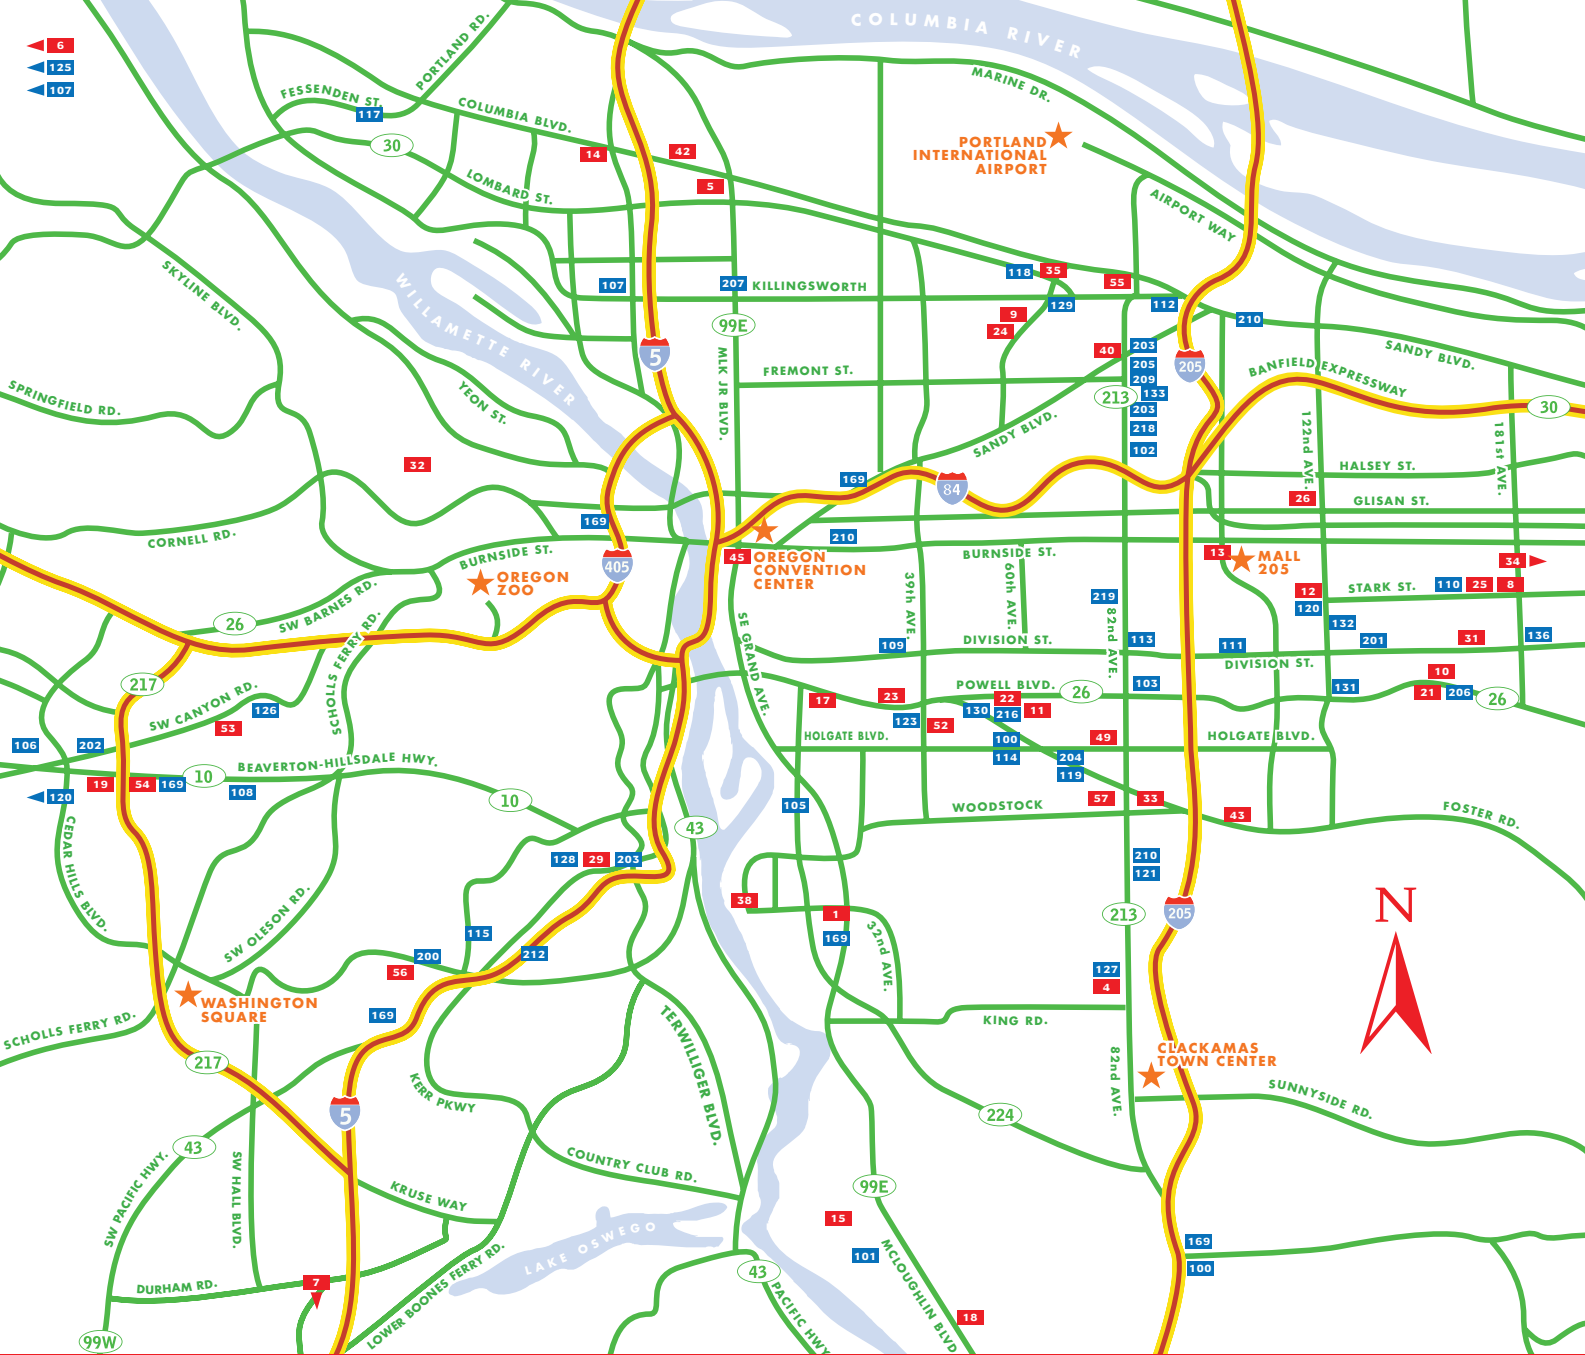 COLUMBIA RIVER
6
125
107
PORTLAND RD.
FESSENDEN ST.
117
COLUMBIA BLVD.
MARINE DR.
30
14
42
5
PORTLAND
INTERNATIONAL
AIRPORT
LOMBARD ST.
AIRPORT WAY
SKYLINE BLVD.
WILLAMETTE RIVER
107
207
KILLINGSWORTH
118
35
55
129
112
9
24
210
99E
5
40
203
205
209
133
213
203
218
102
205
SANDY BLVD.
BANFIELD EXPRESSWAY
30
FREMONT ST.
MLK JR BLVD.
SPRINGFIELD RD.
YEON ST.
SANDY BLVD.
122nd AVE.
181st AVE.
32
169
84
HALSEY ST.
26
GLISAN ST.
169
210
CORNELL RD.
BURNSIDE ST.
405
45
OREGON
CONVENTION
CENTER
BURNSIDE ST.
13
MALL
205
34
OREGON
ZOO
39th AVE.
60th AVE.
219
82nd AVE.
12
120
STARK ST.
110
25
8
SW BARNES RD.
26
SCHOLLS FERRY RD.
SE GRAND AVE.
109
DIVISION ST.
113
111
132
201
31
136
DIVISION ST.
217
SW CANYON RD.
126
53
17
23
POWELL BLVD.
26
103
131
10
21
206
26
22
130
216
11
123
52
106
202
HOLGATE BLVD.
100
114
49
204
119
HOLGATE BLVD.
BEAVERTON-HILLSDALE HWY.
10
19
54
169
108
120
10
43
105
WOODSTOCK
57
33
43
FOSTER RD.
CEDAR HILLS BLVD.
128
29
203
210
121
SW OLESON RD.
38
1
169
32nd AVE.
213
205
N
115
200
56
212
127
4
WASHINGTON
SQUARE
SCHOLLS FERRY RD.
169
TERWILLIGER BLVD.
KING RD.
217
82nd AVE.
CLACKAMAS
TOWN CENTER
KERR PKWY
5
224
SUNNYSIDE RD.
43
SW PACIFIC HWY.
SW HALL BLVD.
COUNTRY CLUB RD.
KRUSE WAY
99E
15
LAKE OSWEGO
101
MCLOUGHLIN BLVD
169
100
DURHAM RD.
7
LOWER BOONES FERRY RD.
43
PACIFIC HWY
18
99W